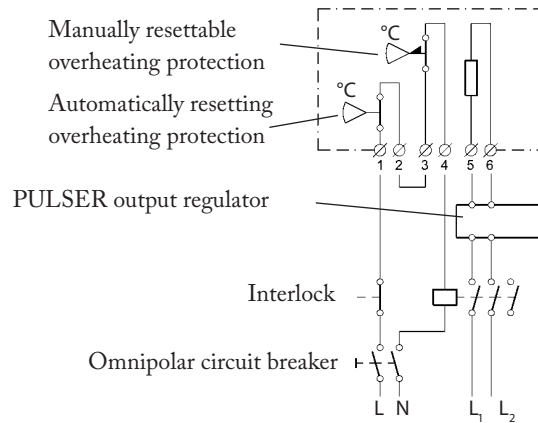 Manually resettable
overheating protection
°C
Automatically resetting
overheating protection
°C
1 2 3 4 5 6
PULSER output regulator
Interlock
Omnipolar circuit breaker
L N L₁ L₂